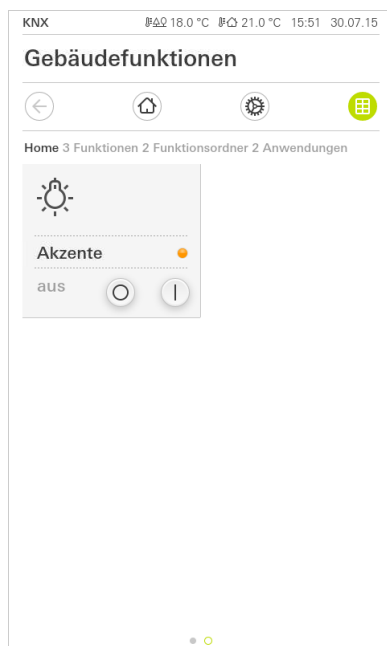 KNX 18.0 °C 21.0 °C 15:51 30.07.15
Gebäudefunktionen
Home 3 Funktionen 2 Funktionsordner 2 Anwendungen
Akzente
aus